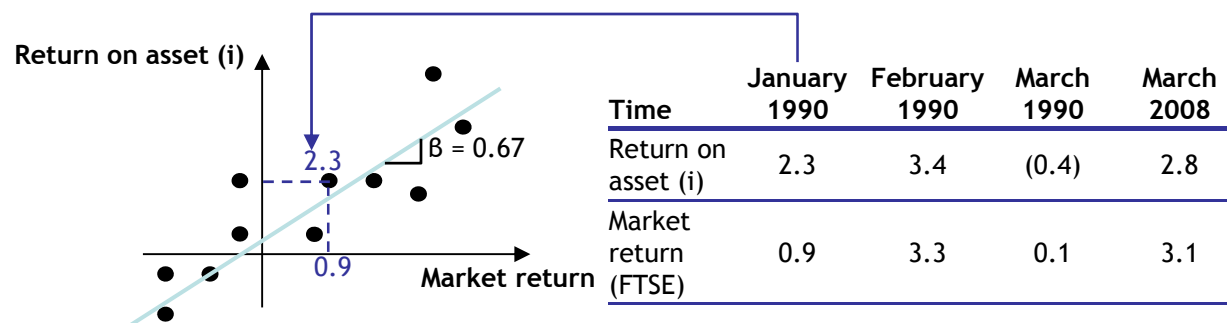 Return on asset (i)
2.3
ß = 0.67
0.9
Market return
January February March March
Time 1990 1990 1990 2008
Return on
asset (i) 2.3 3.4 (0.4) 2.8
Market
return 0.9 3.3 0.1 3.1
(FTSE)